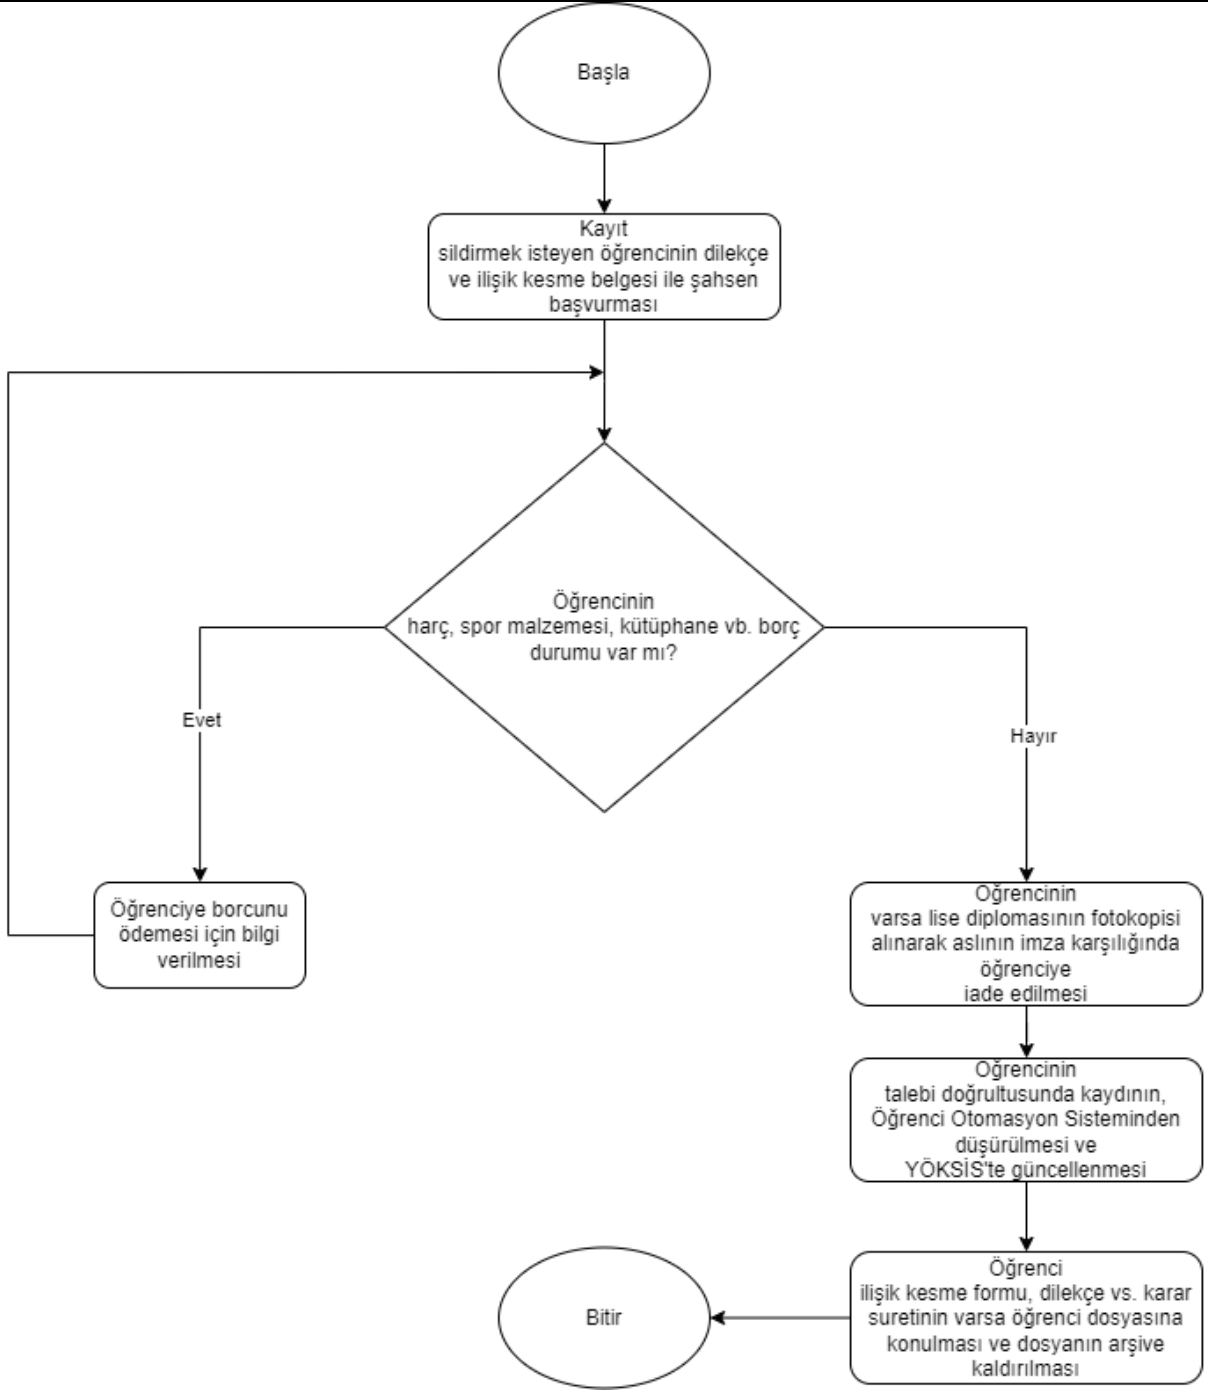 Başla
Kayıt
sildirmek isteyen öğrencinin dilekçe
ve ilişik kesme belgesi ile şahsen
başvurması
Öğrencinin
harç, spor malzemesi, kütüphane vb. borç
durumu var mı?
Evet
Hayır
Öğrenciye borcunu
ödemesi için bilgi
verilmesi
Öğrencinin
varsa lise diplomasının fotokopisi
alınarak aslının imza karşılığında
öğrenciye
iade edilmesi
Öğrencinin
talebi doğrultusunda kaydının,
Öğrenci Otomasyon Sisteminden
düşürülmesi ve
YÖKSİS'te güncellenmesi
Öğrenci
ilişik kesme formu, dilekçe vs. karar
suretinin varsa öğrenci dosyasına
konulması ve dosyanın arşive
kaldırılması
Bitir